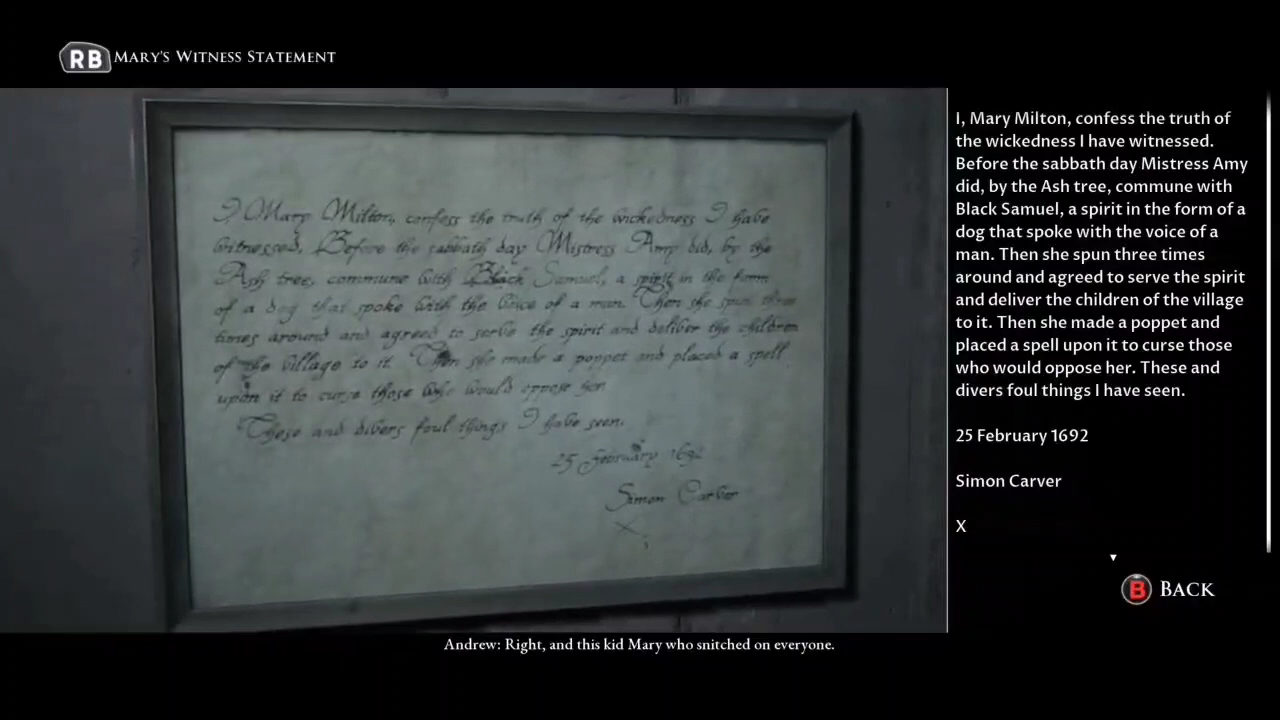 RB MARY'S WITNESS STATEMENT
I, Mary Milton, confess the truth of the wickedness I have
witnessed. Before the sabbath day Mistress Amy did, by the
Ash tree, commune with Black Samuel, a spirit in the form
of a dog that spoke with the voice of a man. Then she spun three
times around and agreed to serve the spirit and deliver the children
of the village to it. Then she made a poppet and placed a spell
upon it to curse those who would oppose her.
These and divers foul things I have seen.
25 February 1692
Simon Carver
X
I, Mary Milton, confess the truth of
the wickedness I have witnessed.
Before the sabbath day Mistress Amy
did, by the Ash tree, commune with
Black Samuel, a spirit in the form of a
dog that spoke with the voice of a
man. Then she spun three times
around and agreed to serve the spirit
and deliver the children of the village
to it. Then she made a poppet and
placed a spell upon it to curse those
who would oppose her. These and
divers foul things I have seen.
25 February 1692
Simon Carver
X
B BACK
Andrew: Right, and this kid Mary who snitched on everyone.